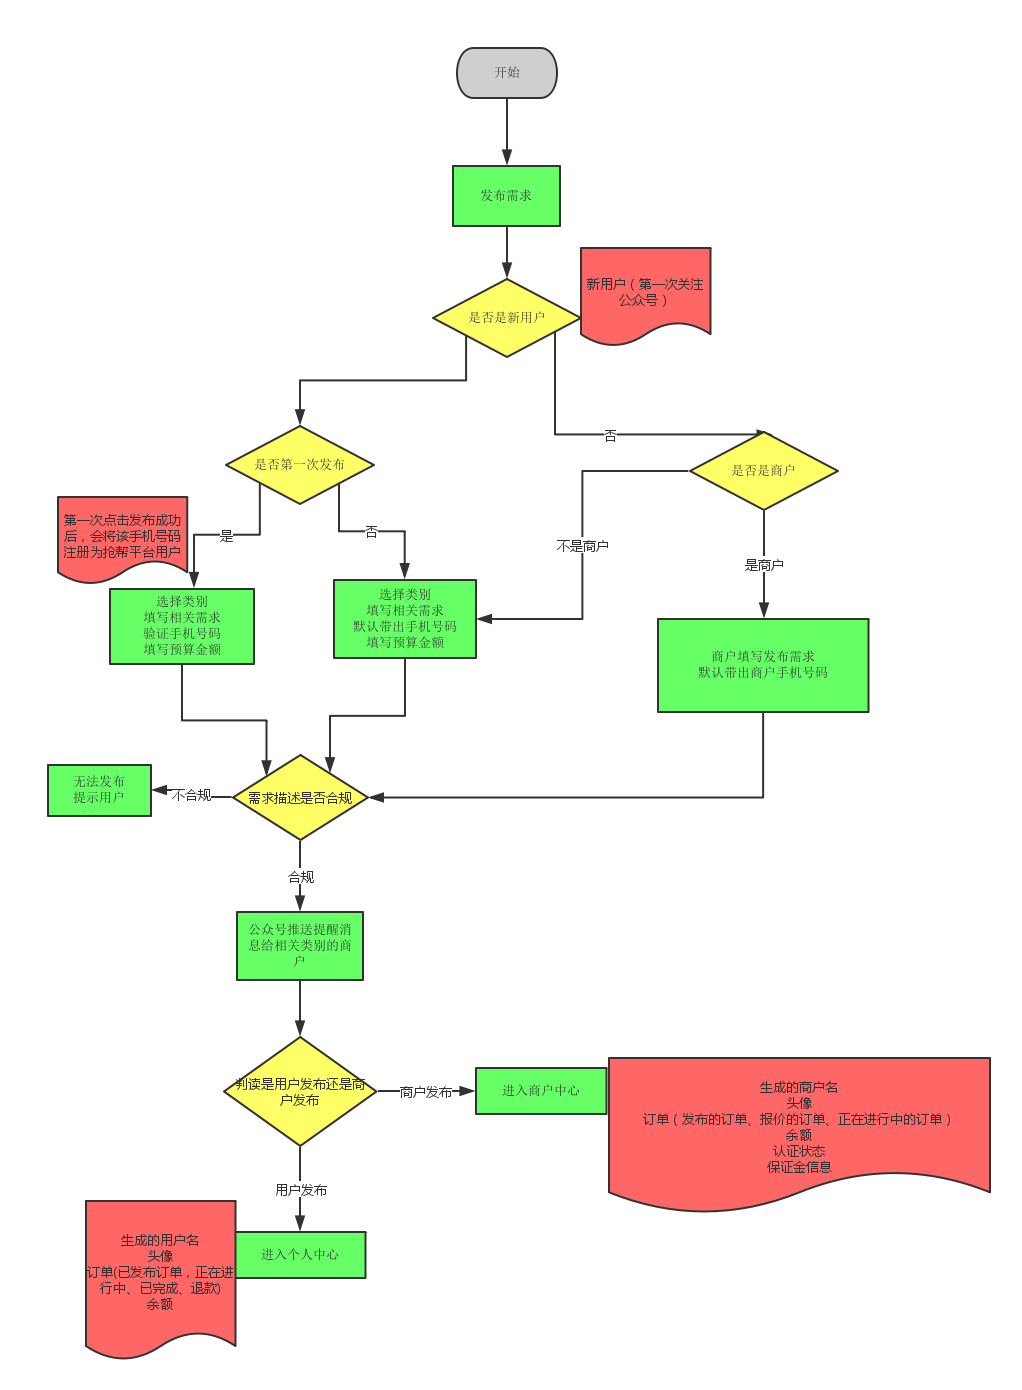 开始
发布需求
新用户（第一次关注
公众号）
是否是新用户
否
是否第一次发布
是否是商户
第一次点击发布成功
后，会将该手机号码
注册为抢帮平台用户
是
否
不是商户
是商户
选择类别
填写相关需求
验证手机号码
填写预算金额
选择类别
填写相关需求
默认带出手机号码
填写预算金额
商户填写发布需求
默认带出商户手机号码
无法发布
提示用户
不合规
需求描述是否合规
合规
公众号推送提醒消
息给相关类别的商
户
判读是用户发布还是商
户发布
商户发布
进入商户中心
生成的商户名
头像
订单（发布的订单、报价的订单、正在进行中的订单）
余额
认证状态
保证金信息
用户发布
进入个人中心
生成的用户名
头像
订单(已发布订单，正在进
行中、已完成、退款)
余额